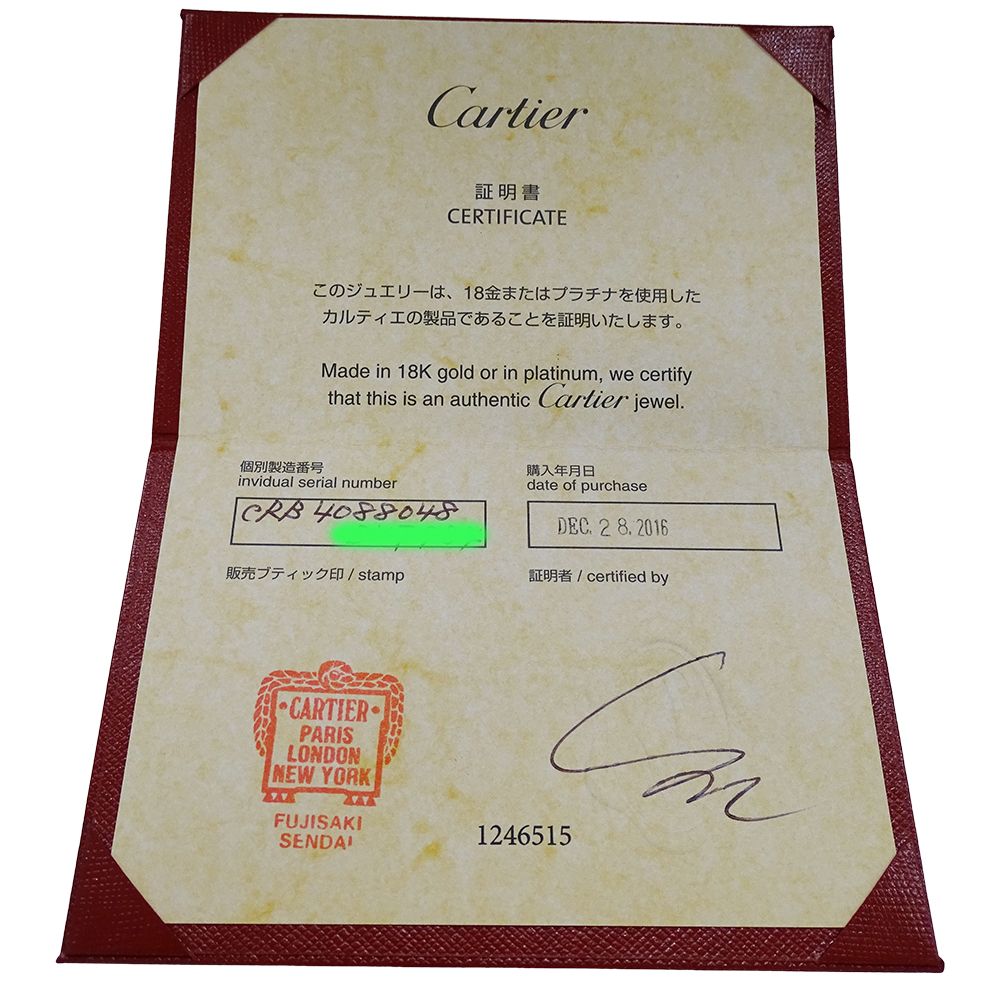 Cartier
証明書
CERTIFICATE
このジュエリーは、18金またはプラチナを使用した
カルティエの製品であることを証明いたします。
Made in 18K gold or in platinum, we certify
that this is an authentic Cartier jewel.
個別製造番号
invidual serial number
CRB 4088048
購入年月日
date of purchase
DEC. 28. 2016
販売ブティック印 / stamp
証明者 / certified by
CARTIER
PARIS
LONDON
NEW YORK
FUJISAKI
SENDAI
1246515